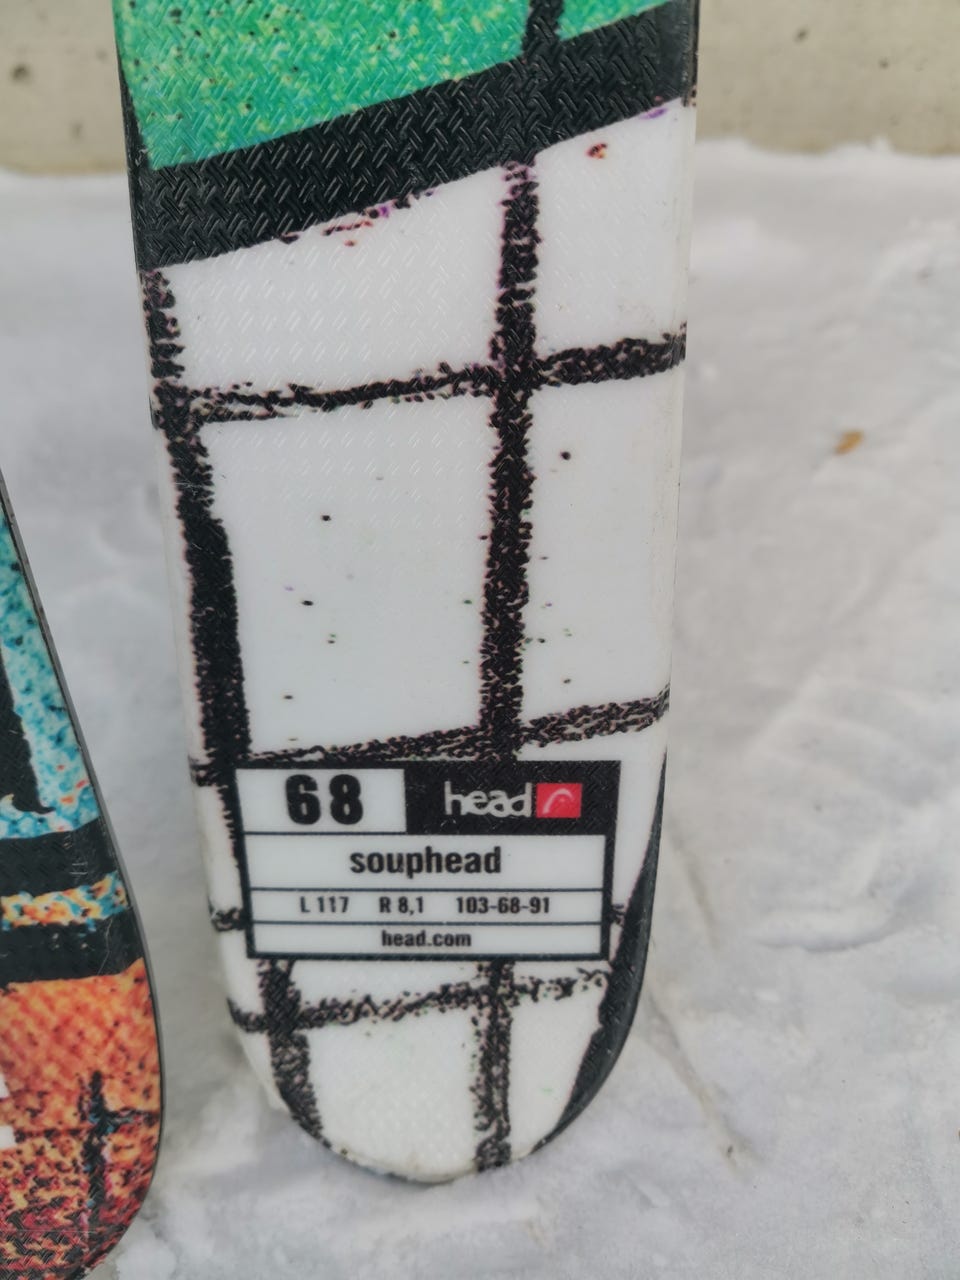 68 head
souphead
L 117 R 8,1 103-68-91
head.com